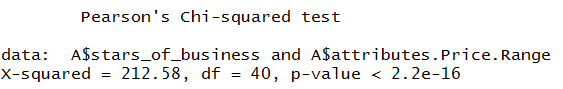 Pearson's Chi-squared test
data:  A$stars_of_business and A$attributes.Price.Range
X-squared = 212.58, df = 40, p-value < 2.2e-16